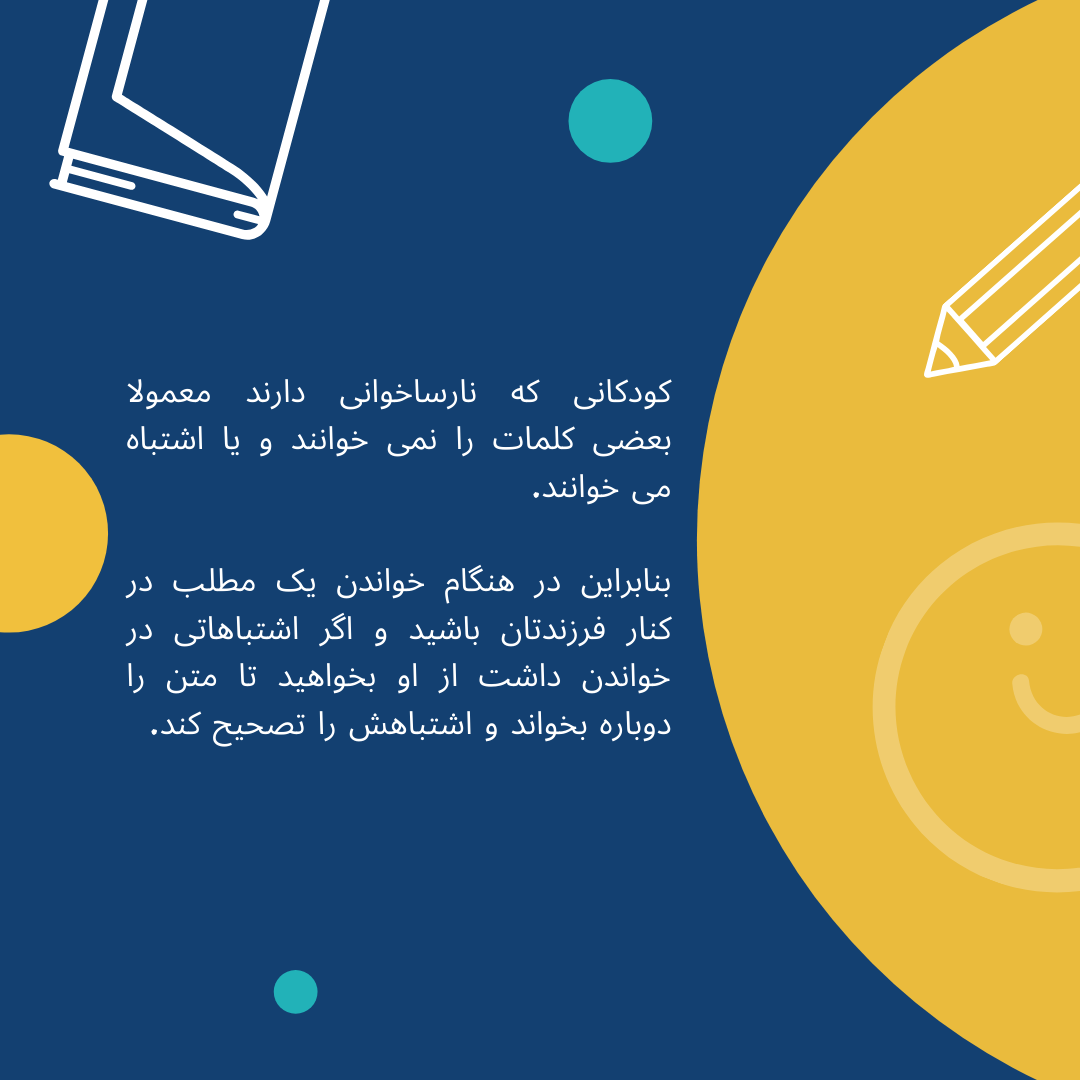 کودکانی که نارساخوانی دارند معمولا
بعضی کلمات را نمی خوانند و یا اشتباه
می خوانند.
بنابراین در هنگام خواندن یک مطلب در
کنار فرزندتان باشید و اگر اشتباهاتی در
خواندن داشت از او بخواهید تا متن را
دوباره بخواند و اشتباهش را تصحیح کند.